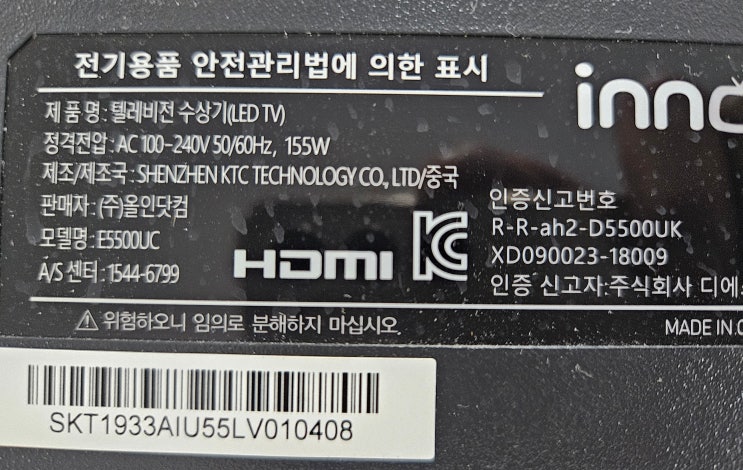 전기용품 안전관리법에 의한 표시
제 품 명 : 텔레비전 수상기(LED TV)
정격전압 : AC 100-240V 50/60Hz, 155W
제조/제조국 : SHENZHEN KTC TECHNOLOGY CO., LTD/중국
판매자 : (주)올인닷컴
모델명 : E5500UC
A/S 센터 : 1544-6799
HDMI
인증신고번호
R-R-ah2-D5500UK
XD090023-18009
인증 신고자:주식회사
⚠ 위험하오니 임의로 분해하지 마십시오
MADE IN
SKT1933AIU55LV010408